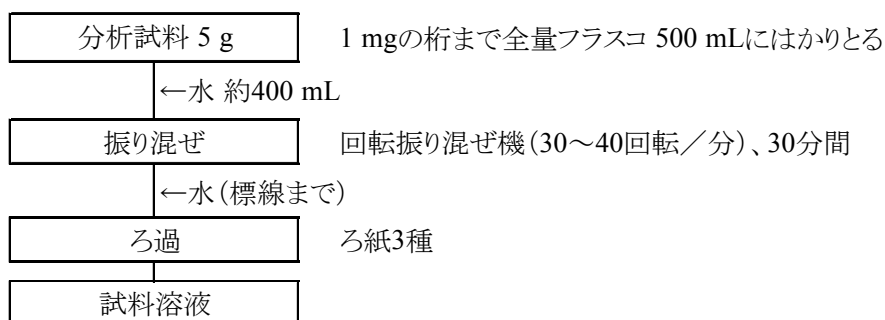 分析試料 5 g 1 mgの桁まで全量フラスコ 500 mLにはかりとる
←水 約400 mL
振り混ぜ 回転振り混ぜ機(30～40回転／分)、30分間
←水(標線まで)
ろ過 ろ紙3種
試料溶液